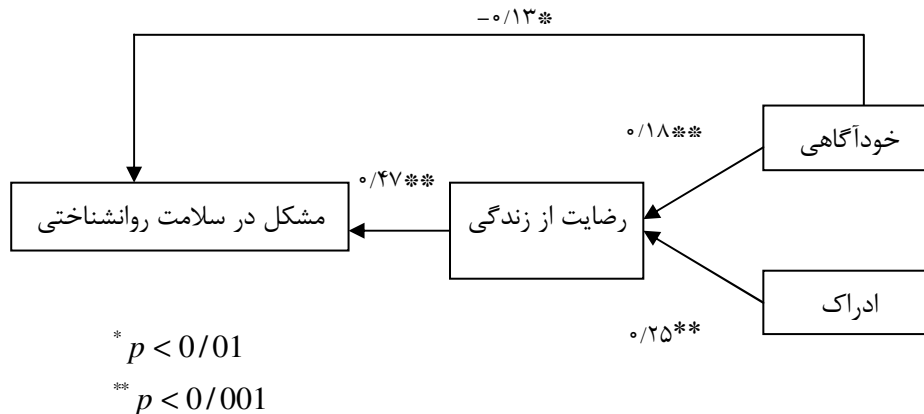 -۰/۱۳*
خودآگاهی
۰/۱۸**
۰/۴۷**
رضایت از زندگی
مشکل در سلامت روانشناختی
ادراک
۰/۲۵**
* p < 0/01
** p < 0/001